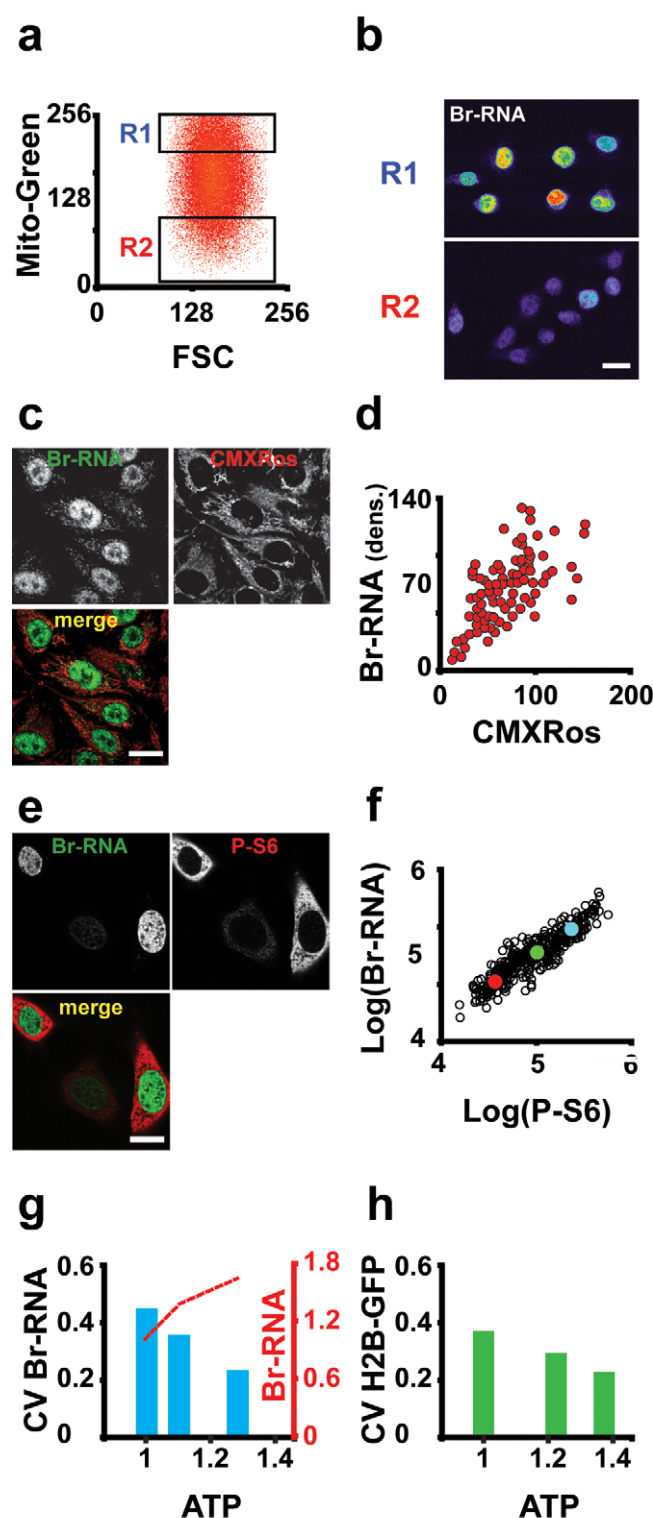 a
Mito-Green
256
128
0
R1
R2
0 128 256
FSC
b
Br-RNA
R1
R2
c
Br-RNA
CMXRos
merge
d
Br-RNA (dens.)
140
70
0
0 100 200
CMXRos
e
Br-RNA
P-S6
merge
f
Log(Br-RNA)
6
5
4
4 5 6
Log(P-S6)
g
CV Br-RNA
0.6
0.4
0.2
0
1.8
1.2
0.6
0
Br-RNA
1 1.2 1.4
ATP
h
CV H2B-GFP
0.6
0.4
0.2
0
1 1.2 1.4
ATP